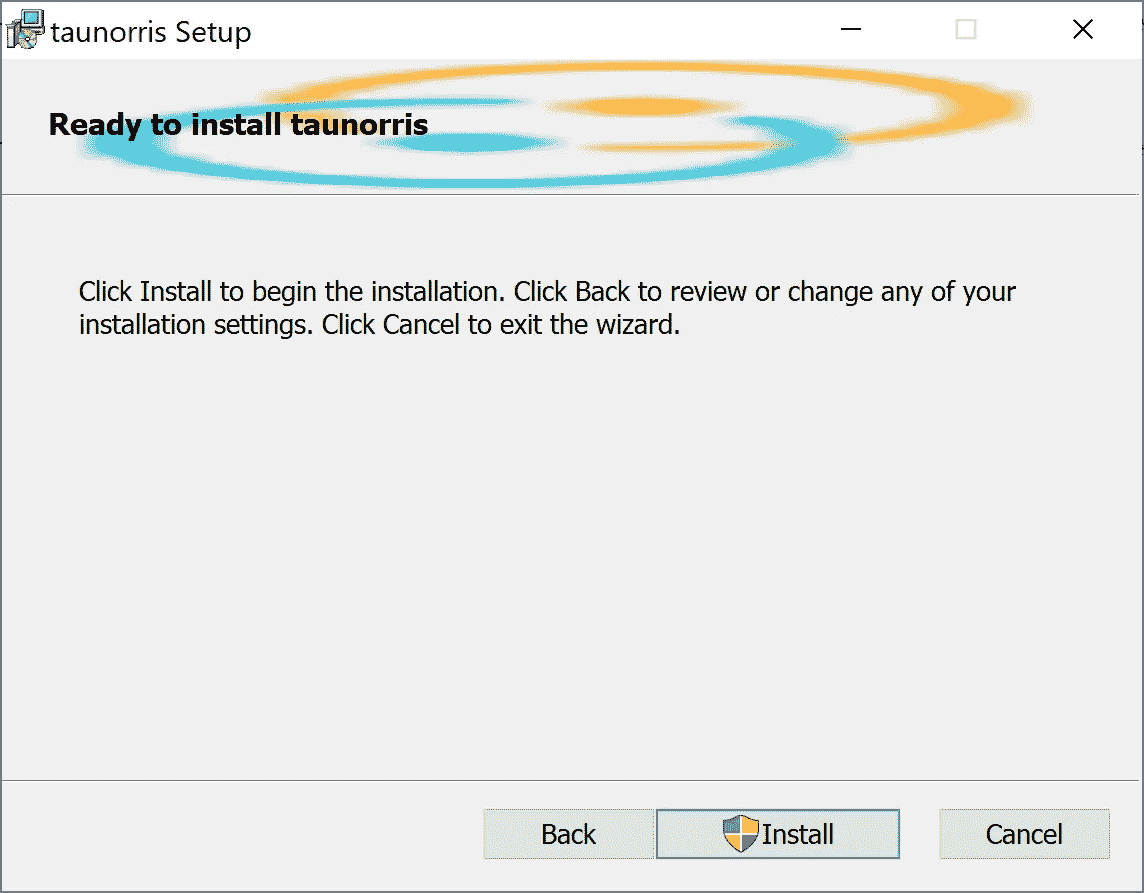 taunorris Setup
Ready to install taunorris
Click Install to begin the installation. Click Back to review or change any of your
installation settings. Click Cancel to exit the wizard.
Back
Install
Cancel